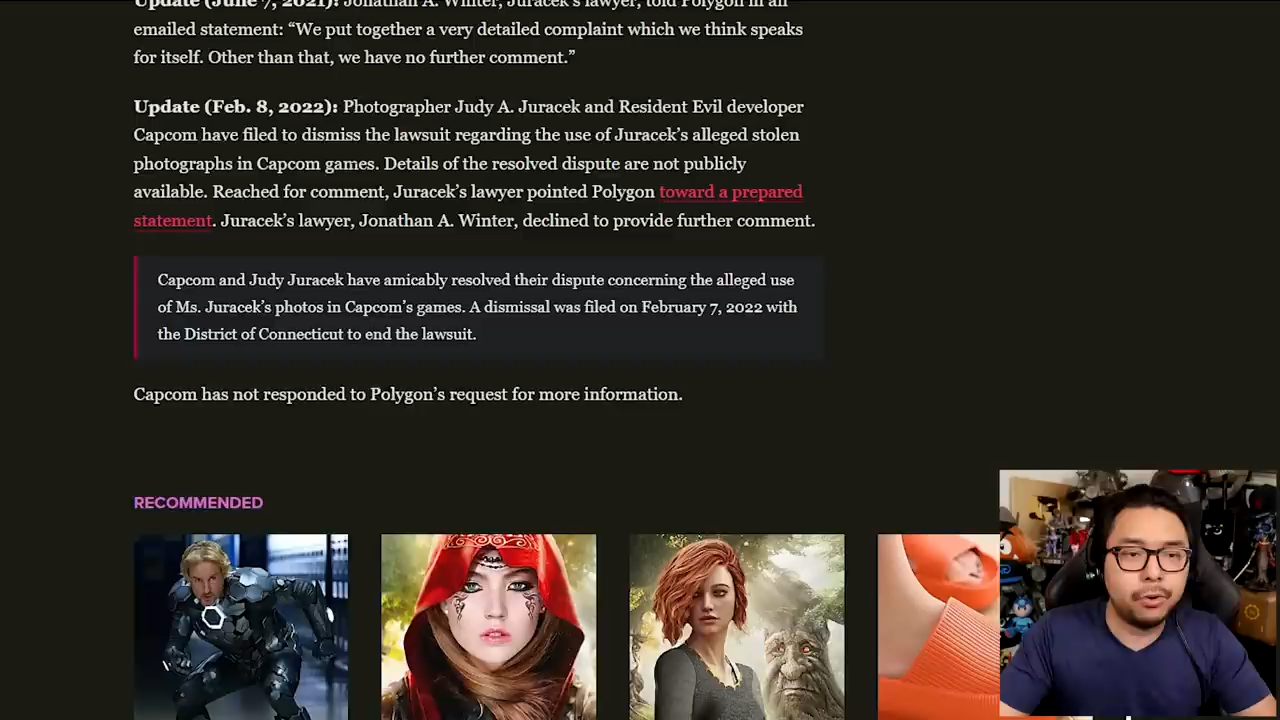 Update (June 7, 2021): Jonathan A. Winter, Juracek's lawyer, told Polygon in an
emailed statement: “We put together a very detailed complaint which we think speaks
for itself. Other than that, we have no further comment.”
Update (Feb. 8, 2022): Photographer Judy A. Juracek and Resident Evil developer
Capcom have filed to dismiss the lawsuit regarding the use of Juracek’s alleged stolen
photographs in Capcom games. Details of the resolved dispute are not publicly
available. Reached for comment, Juracek’s lawyer pointed Polygon toward a prepared
statement. Juracek’s lawyer, Jonathan A. Winter, declined to provide further comment.
Capcom and Judy Juracek have amicably resolved their dispute concerning the alleged use
of Ms. Juracek’s photos in Capcom’s games. A dismissal was filed on February 7, 2022 with
the District of Connecticut to end the lawsuit.
Capcom has not responded to Polygon’s request for more information.
RECOMMENDED